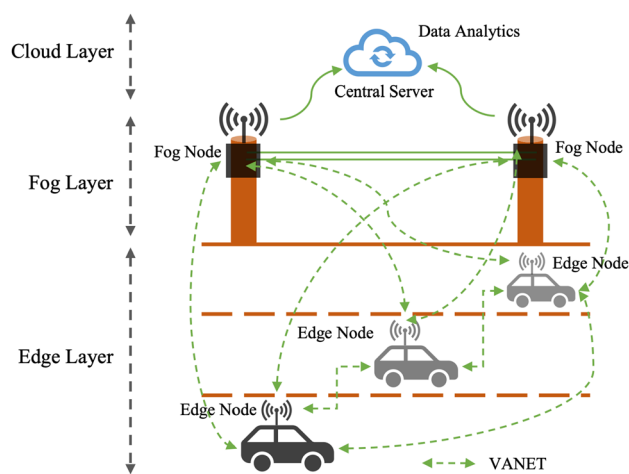 Data Analytics
Cloud Layer
Central Server
Fog Node
Fog Node
Fog Layer
Edge Node
Edge Node
Edge Layer
Edge Node
VANET